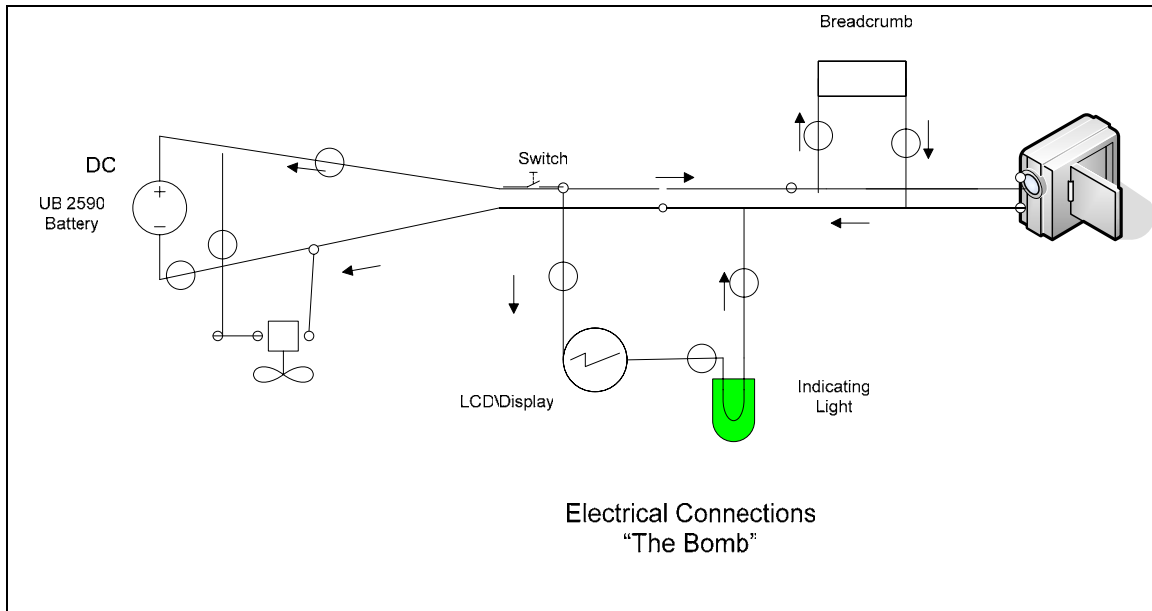 Breadcrumb
DC
+
−
UB 2590
Battery
Switch
LCD\Display
Indicating
Light
Electrical Connections
“The Bomb”